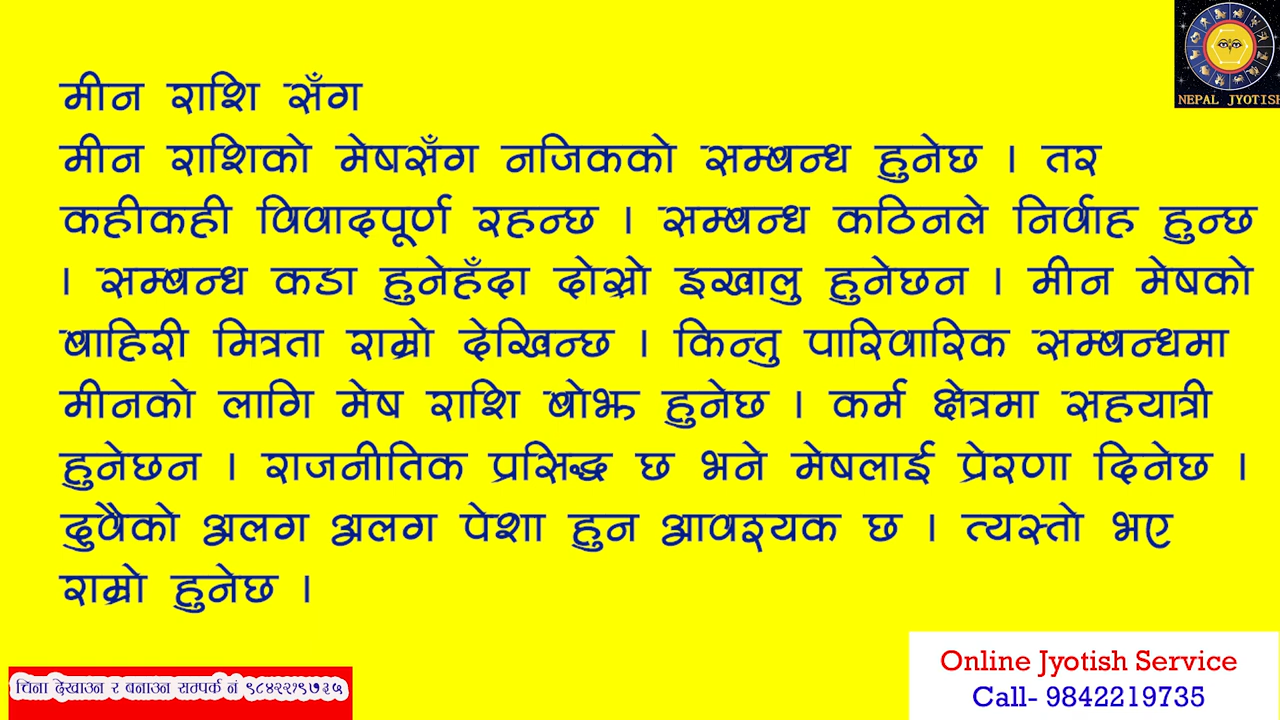 NEPAL JYOTISH
मीन राशि सँग
मीन राशिको मेषसँग नजिकको सम्बन्ध हुनेछ । तर
कहीकही विवादपूर्ण रहन्छ । सम्बन्ध कठिनले निर्वाह हुन्छ
। सम्बन्ध कडा हुनेहुँदा दोस्रो इखालु हुनेछन । मीन मेषको
बाहिरी मित्रता राम्रो देखिन्छ । किन्तु पारिवारिक सम्बन्धमा
मीनको लागि मेष राशि बोझ हुनेछ । कर्म क्षेत्रमा सहयात्री
हुनेछन । राजनीतिक प्रसिद्ध छ भने मेषलाई प्रेरणा दिनेछ ।
दुवैको अलग अलग पेशा हुन आवश्यक छ । त्यस्तो भए
राम्रो हुनेछ ।
चिना देखाउन र बनाउन सम्पर्क नं ९८४२२१९७३५
Online Jyotish Service
Call- 9842219735